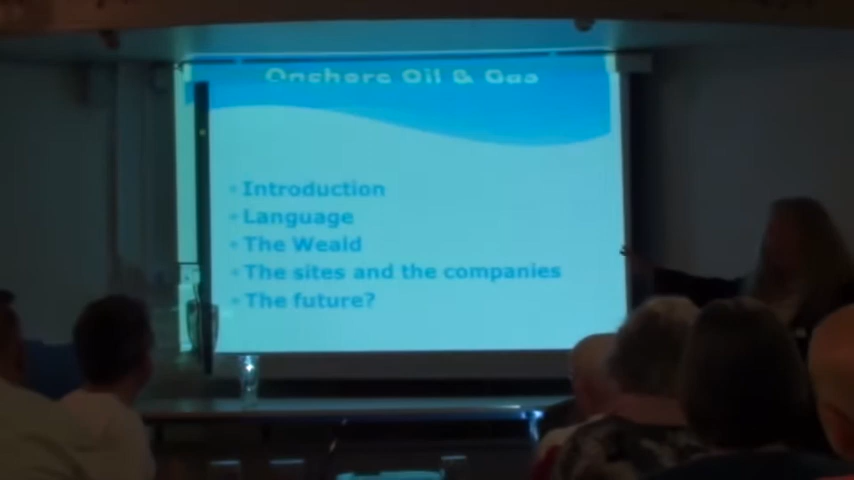 Onshore Oil & Gas
Introduction
Language
The Weald
The sites and the companies
The future?